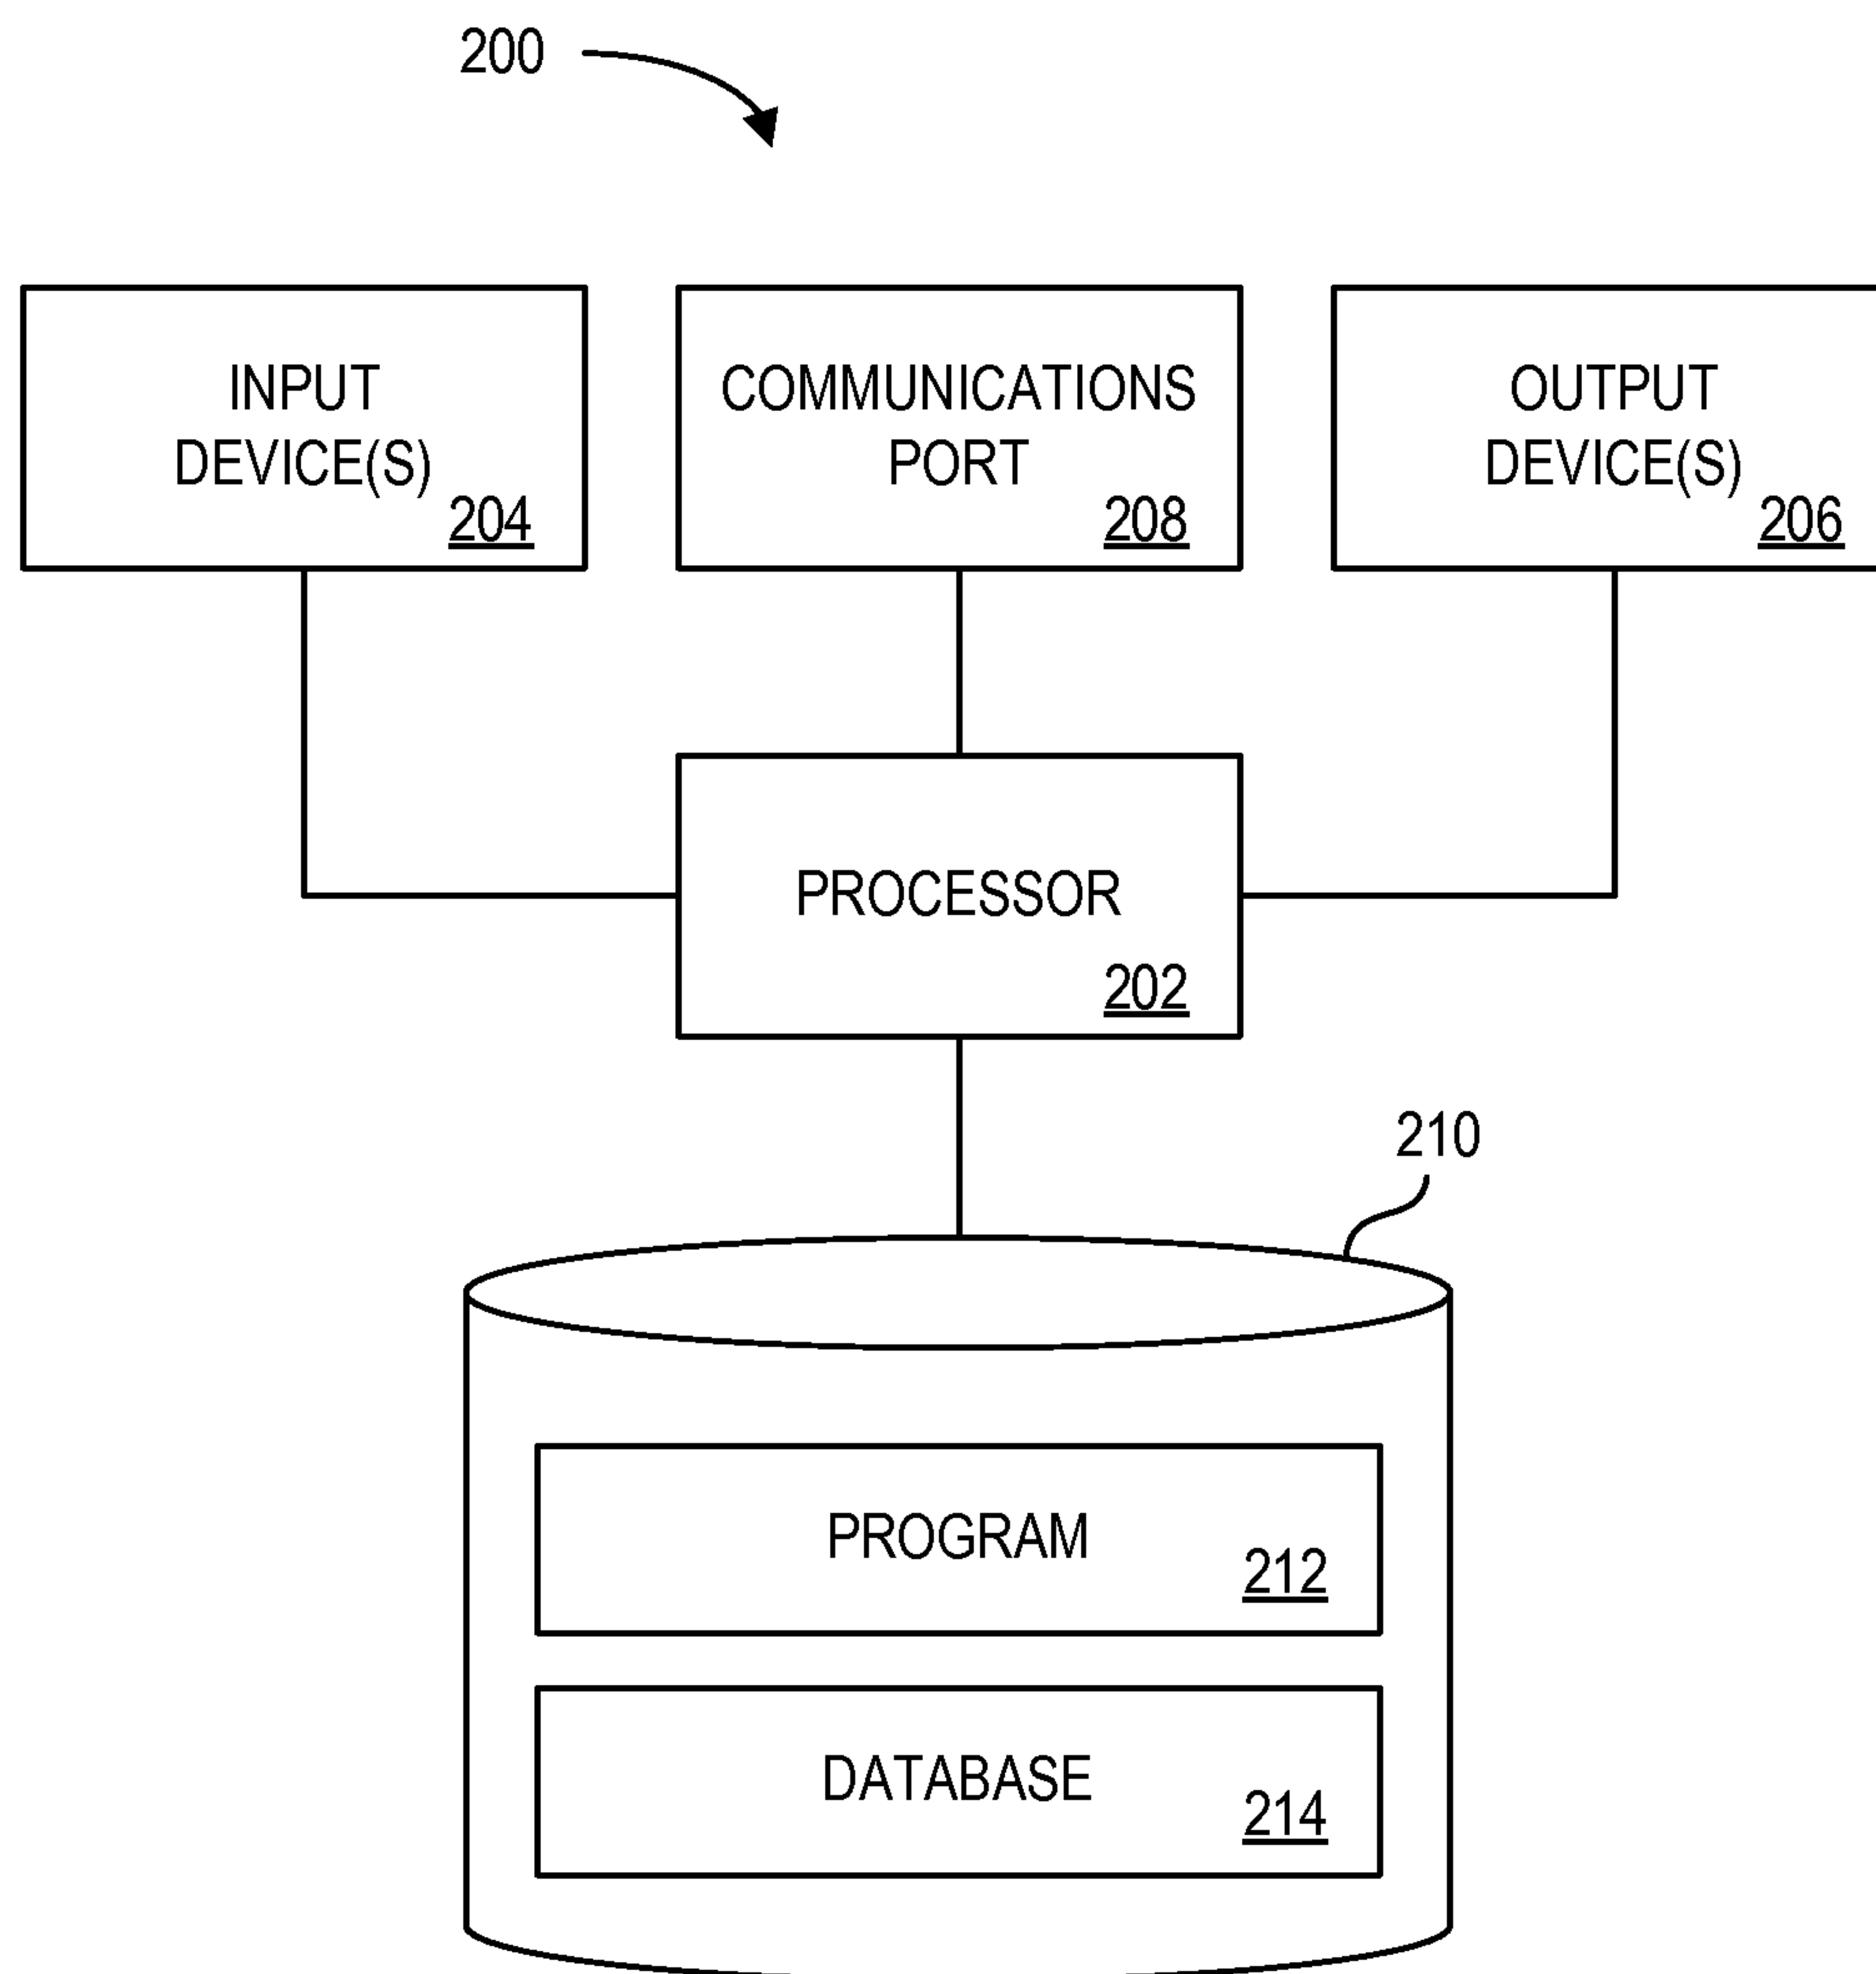 200
INPUT
DEVICE(S)
204
COMMUNICATIONS
PORT
208
OUTPUT
DEVICE(S)
206
PROCESSOR
202
210
PROGRAM
212
DATABASE
214